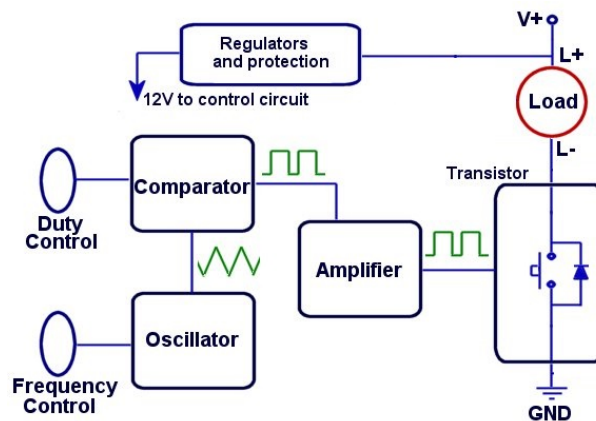 V+
Regulators
and protection
L+
12V to control circuit
Load
L-
Transistor
Comparator
Duty
Control
Amplifier
Oscillator
Frequency
Control
GND